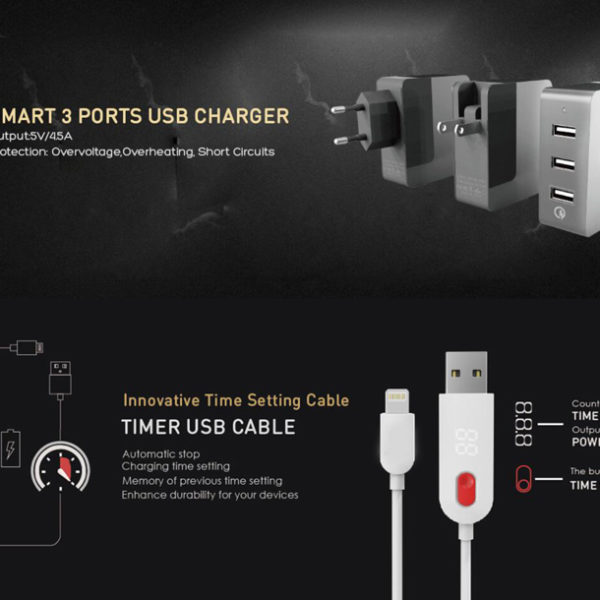 MART 3 PORTS USB CHARGER
utput:5V/4.5A
otection: Overvoltage,Overheating, Short Circuits
Innovative Time Setting Cable
TIMER USB CABLE
Automatic stop
Charging time setting
Memory of previous time setting
Enhance durability for your devices
88
Count
TIME
Outpu
POW
The bu
TIME